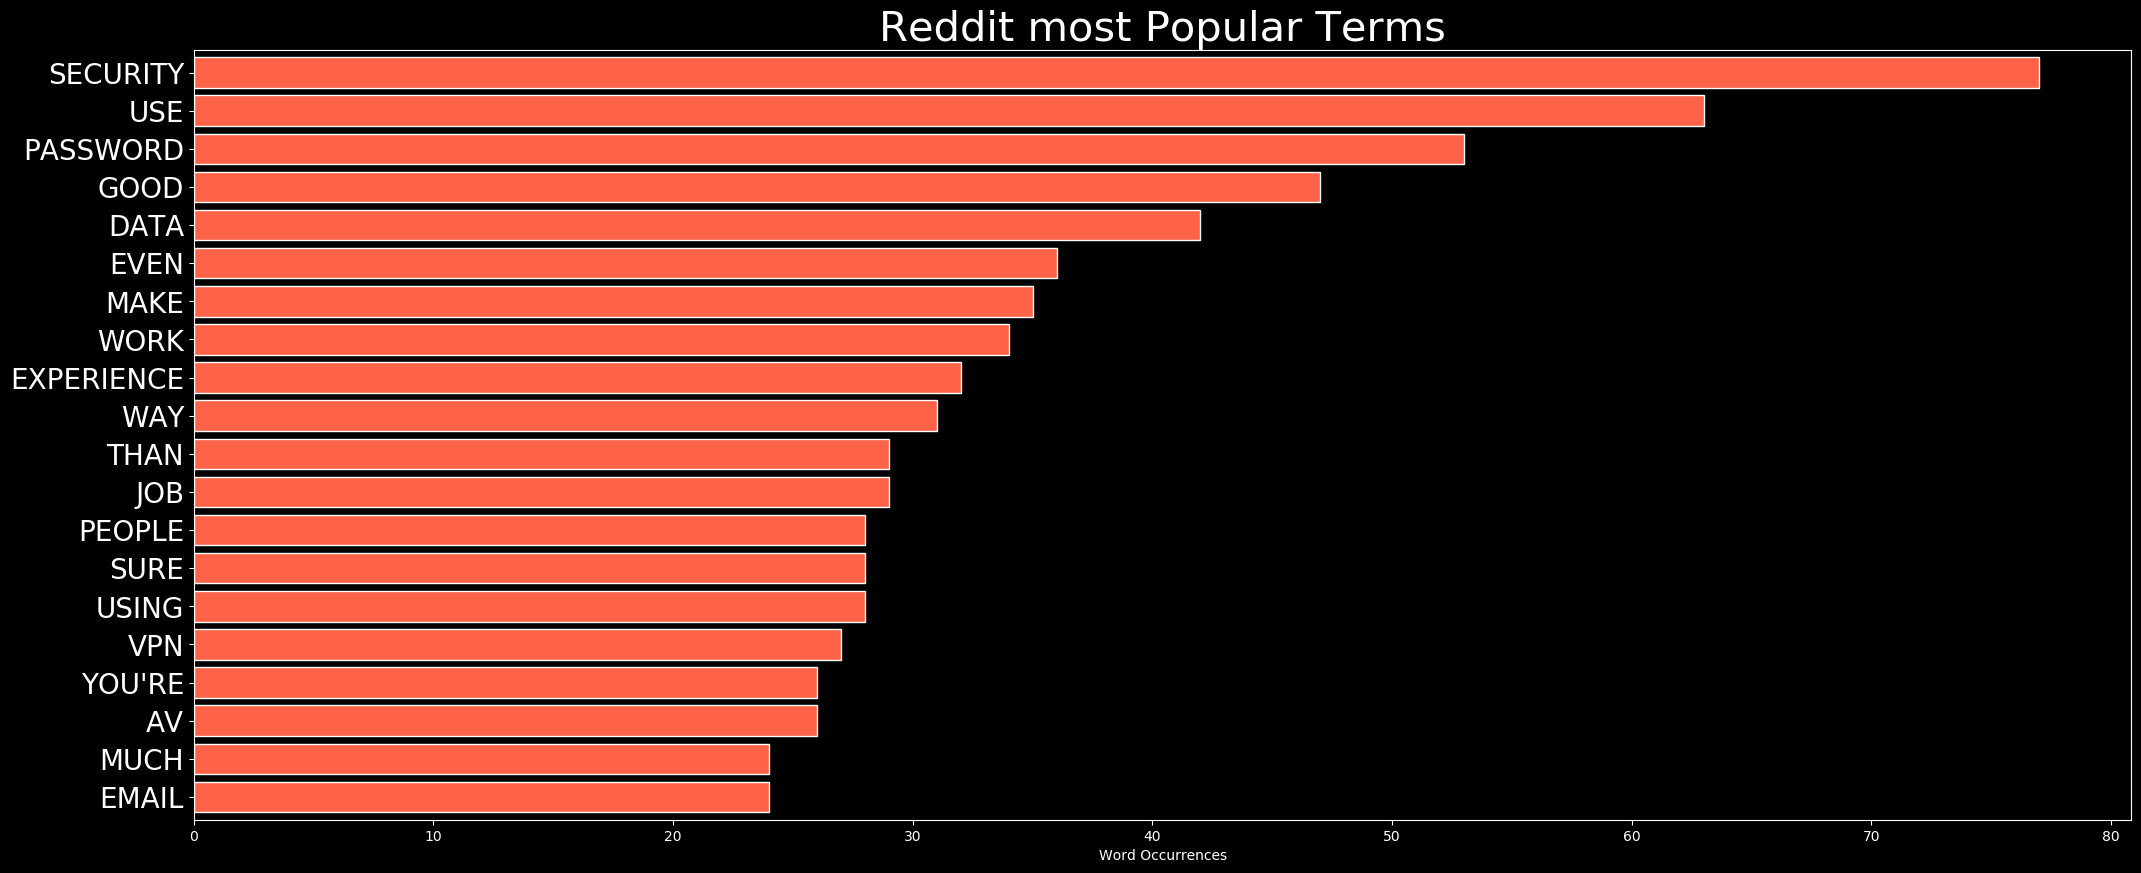 Reddit most Popular Terms
SECURITY
USE
PASSWORD
GOOD
DATA
EVEN
MAKE
WORK
EXPERIENCE
WAY
THAN
JOB
PEOPLE
SURE
USING
VPN
YOU'RE
AV
MUCH
EMAIL
0 10 20 30 40 50 60 70 80
Word Occurrences